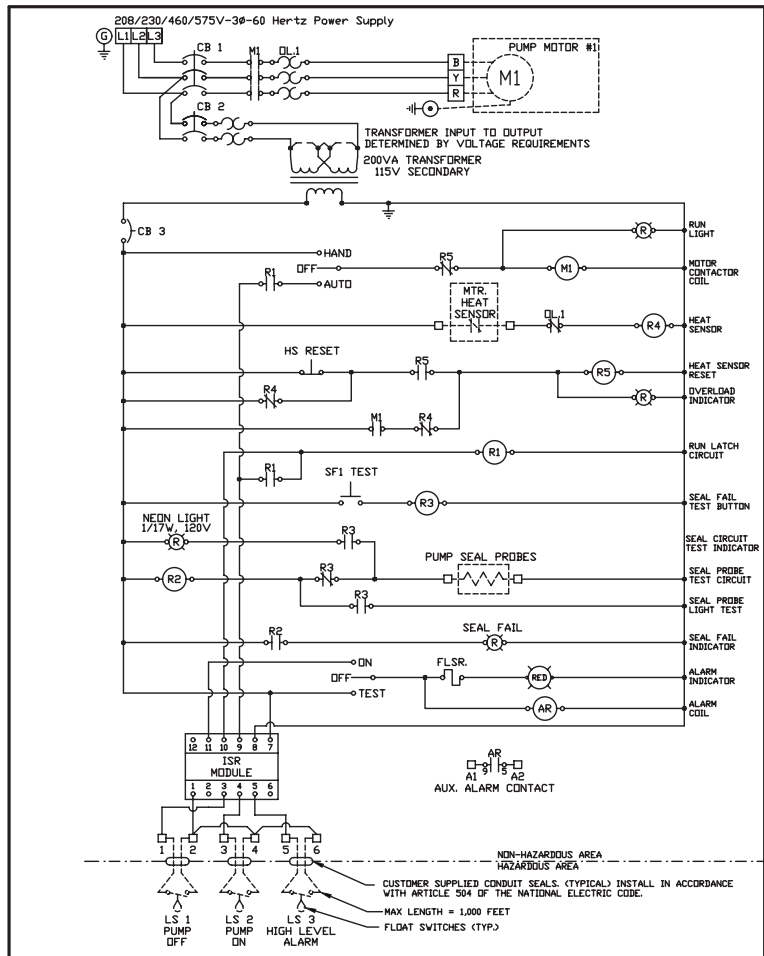 208/230/460/575V-3ø-60 Hertz Power Supply
G L1 L2 L3
CB 1
M1
OL.1
B
Y
R
PUMP MOTOR #1
M1
CB 2
TRANSFORMER INPUT TO OUTPUT
DETERMINED BY VOLTAGE REQUIREMENTS
200VA TRANSFORMER
115V SECONDARY
CB 3
R
RUN
LIGHT
HAND
OFF
AUTO
R1
R5
M1
MOTOR
CONTACTOR
COIL
MTR.
HEAT
SENSOR
OL.1
R4
HEAT
SENSOR
HS RESET
R5
R5
HEAT SENSOR
RESET
R4
R
OVERLOAD
INDICATOR
M1
R4
R1
RUN LATCH
CIRCUIT
R1
SF1 TEST
R3
SEAL FAIL
TEST BUTTON
NEON LIGHT
1/17W, 120V
R
R3
SEAL CIRCUIT
TEST INDICATOR
R2
R3
PUMP SEAL PROBES
SEAL PROBE
TEST CIRCUIT
R3
SEAL PROBE
LIGHT TEST
R2
SEAL FAIL
R
SEAL FAIL
INDICATOR
ON
OFF
TEST
FLSR.
RED
ALARM
INDICATOR
AR
ALARM
COIL
12 11 10 9 8 7
ISR
MODULE
1 2 3 4 5 6
AR
A1 9 5 A2
AUX. ALARM CONTACT
1 2 3 4 5 6
NON-HAZARDOUS AREA
HAZARDOUS AREA
CUSTOMER SUPPLIED CONDUIT SEALS. (TYPICAL) INSTALL IN ACCORDANCE
WITH ARTICLE 504 OF THE NATIONAL ELECTRIC CODE.
MAX LENGTH = 1,000 FEET
FLOAT SWITCHES (TYP.)
LS 1
PUMP
OFF
LS 2
PUMP
ON
LS 3
HIGH LEVEL
ALARM